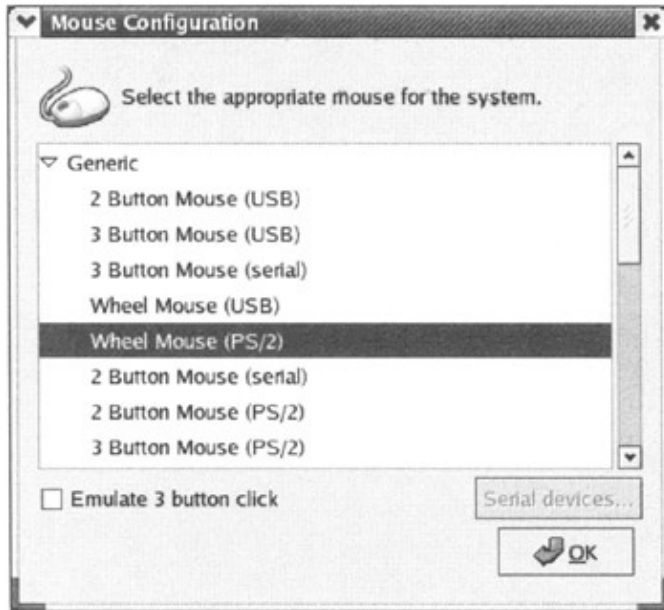 Mouse Configuration
Select the appropriate mouse for the system.
Generic
2 Button Mouse (USB)
3 Button Mouse (USB)
3 Button Mouse (serial)
Wheel Mouse (USB)
Wheel Mouse (PS/2)
2 Button Mouse (serial)
2 Button Mouse (PS/2)
3 Button Mouse (PS/2)
Emulate 3 button click
Serial devices...
OK